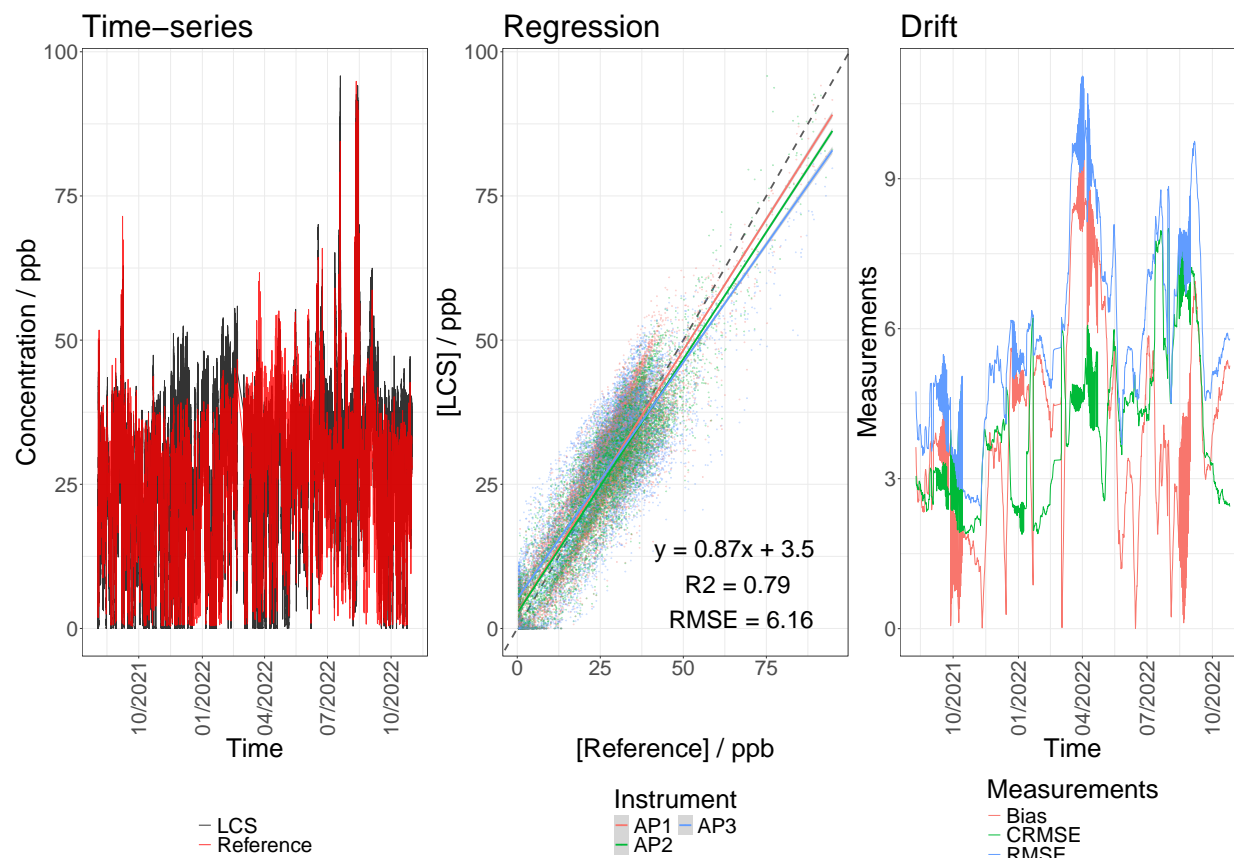 Time−series
Regression
Drift
Concentration / ppb
100
75
50
25
0
10/2021
01/2022
04/2022
07/2022
10/2022
Time
LCS
Reference
[LCS] / ppb
100
75
50
25
0
y = 0.87x + 3.5
R2 = 0.79
RMSE = 6.16
0
25
50
75
[Reference] / ppb
Instrument
AP1
AP3
AP2
Measurements
9
6
3
0
10/2021
01/2022
04/2022
07/2022
10/2022
Time
Measurements
Bias
CRMSE
RMSE